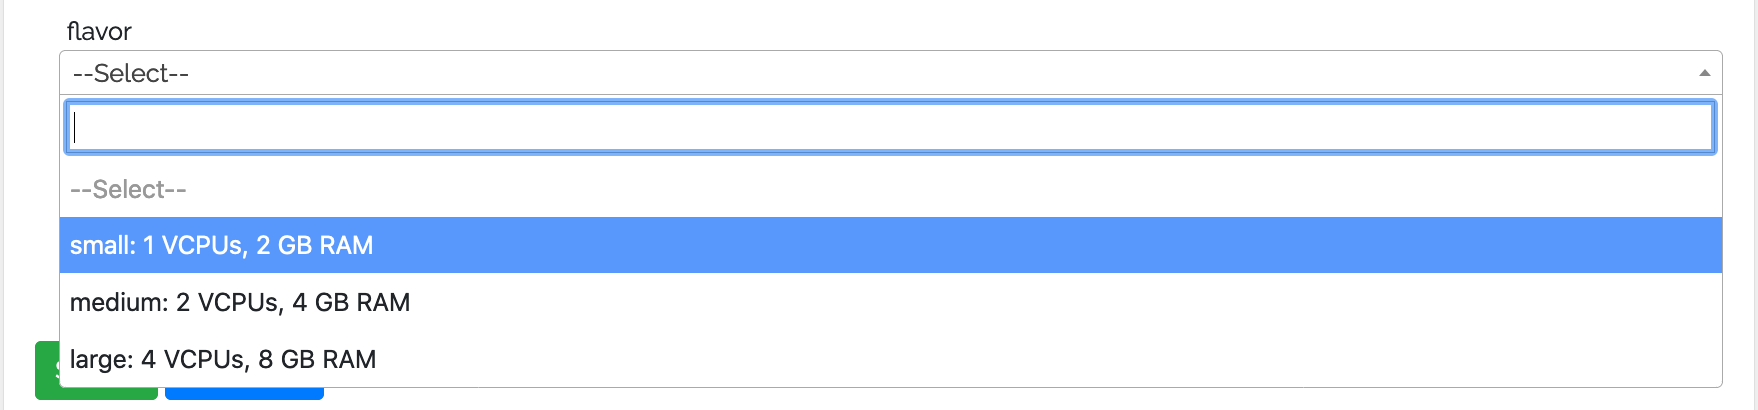 flavor
--Select--
--Select--
small: 1 VCPUs, 2 GB RAM
medium: 2 VCPUs, 4 GB RAM
large: 4 VCPUs, 8 GB RAM